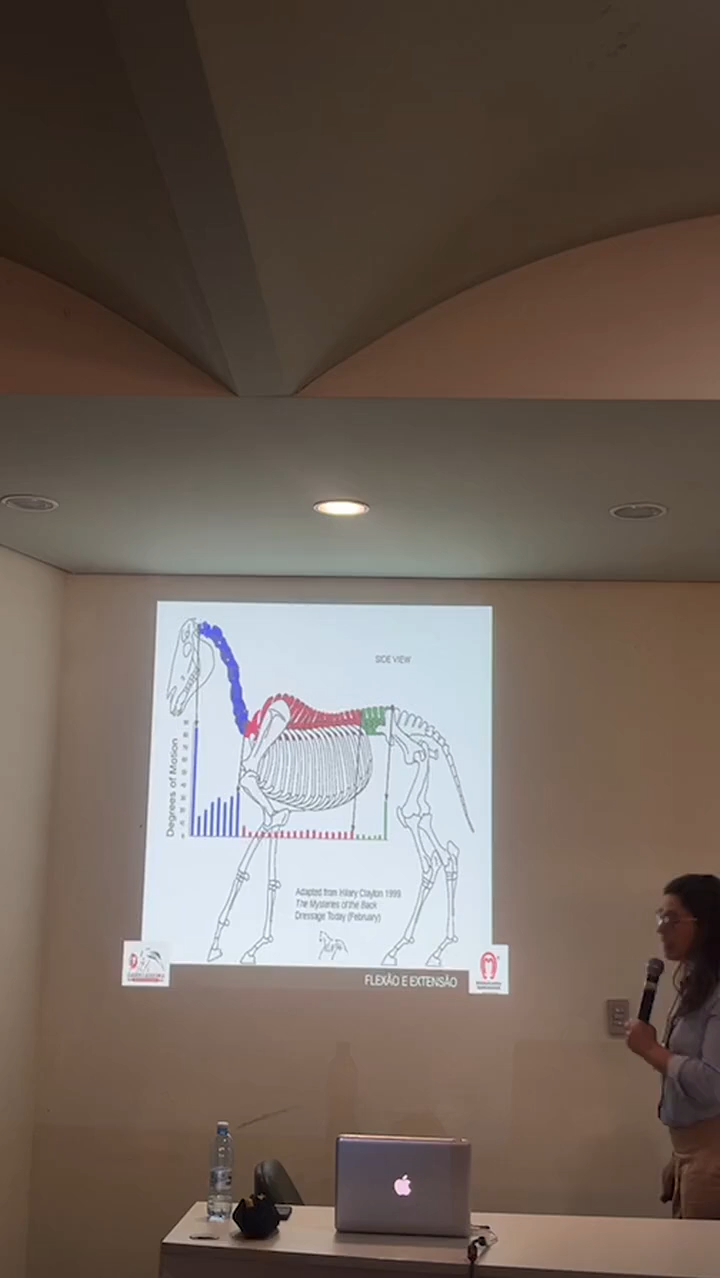 SIDE VIEW
Degrees of Motion
Adapted from Hilary Clayton 1999
The Mysteries of the Back
Dressage Today (February)
FLEXÃO E EXTENSÃO